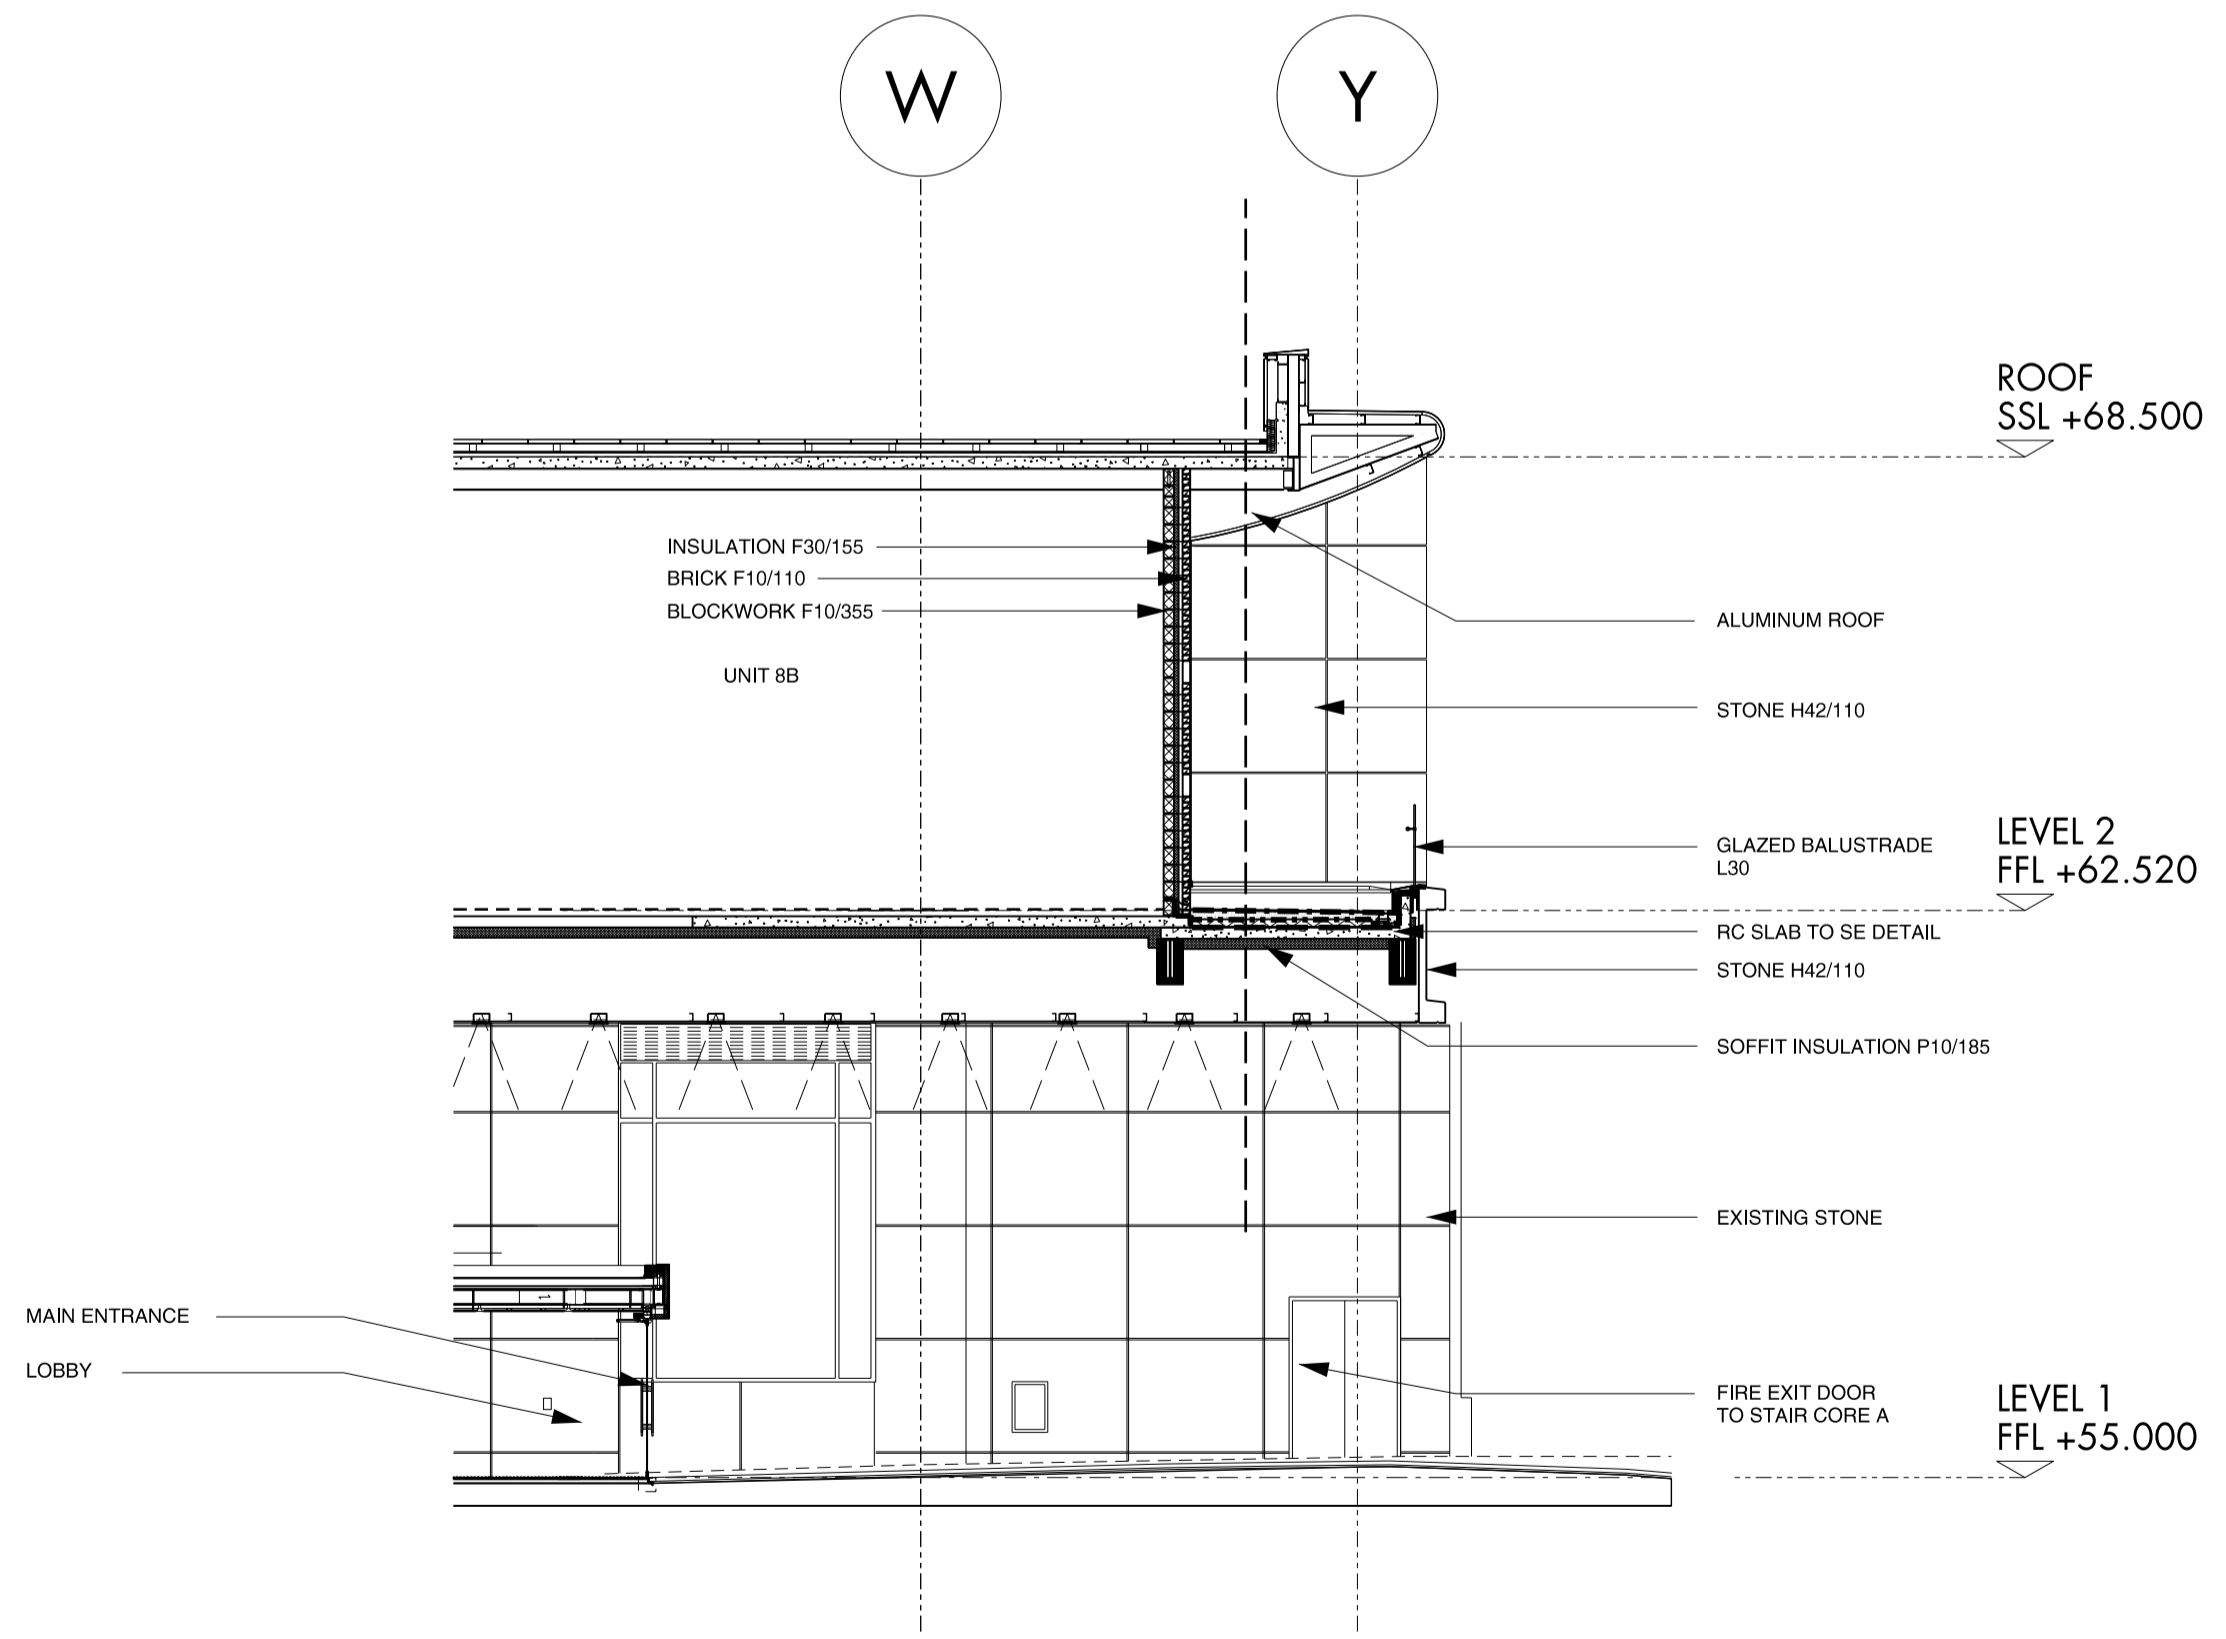 W
Y
ROOF
SSL +68.500
INSULATION F30/155
BRICK F10/110
BLOCKWORK F10/355
ALUMINUM ROOF
UNIT 8B
STONE H42/110
LEVEL 2
FFL +62.520
GLAZED BALUSTRADE
L30
RC SLAB TO SE DETAIL
STONE H42/110
SOFFIT INSULATION P10/185
EXISTING STONE
MAIN ENTRANCE
LOBBY
FIRE EXIT DOOR
TO STAIR CORE A
LEVEL 1
FFL +55.000